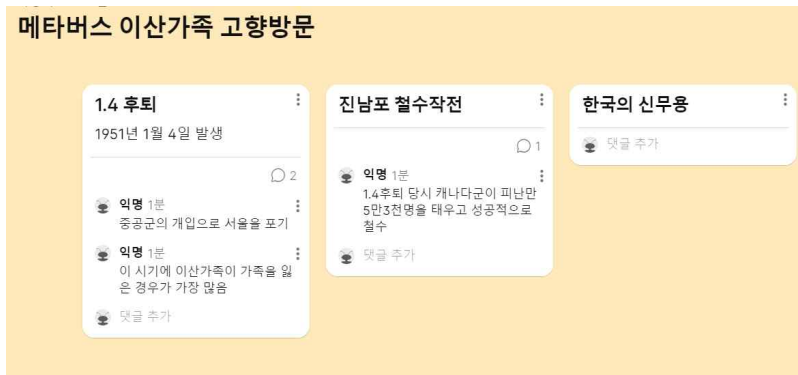 메타버스 이산가족 고향방문
1.4 후퇴
1951년 1월 4일 발생
2
익명 1분
중공군의 개입으로 서울을 포기
익명 1분
이 시기에 이산가족이 가족을 잃
은 경우가 가장 많음
댓글 추가
진남포 철수작전
1
익명 1분
1.4후퇴 당시 캐나다군이 피난만
5만3천명을 태우고 성공적으로
철수
댓글 추가
한국의 신무용
댓글 추가